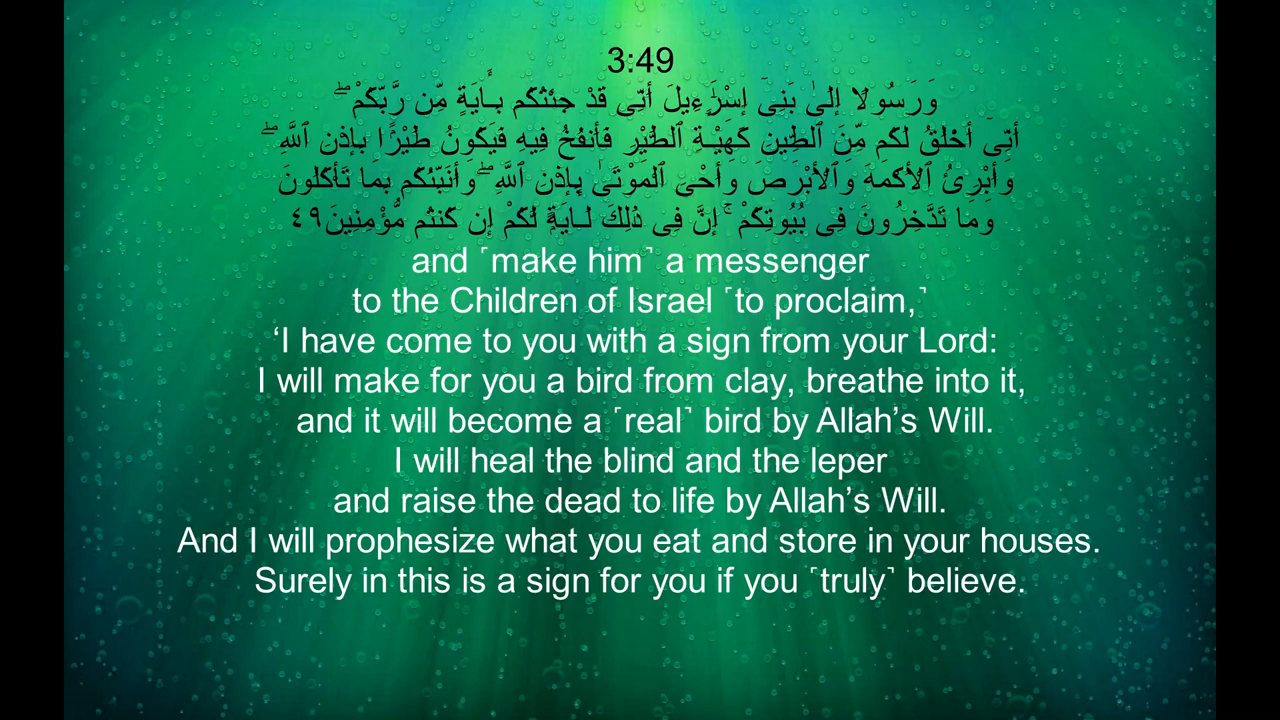 3:49
وَرَسُولًا إِلَىٰ بَنِىٓ إِسْرَٰٓءِيلَ أَنِّى قَدْ جِئْتُكُم بِـَٔايَةٍ مِّن رَّبِّكُمْ ۖ
أَنِّىٓ أَخْلُقُ لَكُم مِّنَ ٱلطِّينِ كَهَيْـَٔةِ ٱلطَّيْرِ فَأَنفُخُ فِيهِ فَيَكُونُ طَيْرًۢا بِإِذْنِ ٱللَّهِ ۖ
وَأُبْرِئُ ٱلْأَكْمَهَ وَٱلْأَبْرَصَ وَأُحْىِ ٱلْمَوْتَىٰ بِإِذْنِ ٱللَّهِ ۖ وَأُنَبِّئُكُم بِمَا تَأْكُلُونَ
وَمَا تَدَّخِرُونَ فِى بُيُوتِكُمْ ۚ إِنَّ فِى ذَٰلِكَ لَـَٔايَةً لَّكُمْ إِن كُنتُم مُّؤْمِنِينَ ٤٩
and ˹make him˺ a messenger
to the Children of Israel ˹to proclaim,˺
‘I have come to you with a sign from your Lord:
I will make for you a bird from clay, breathe into it,
and it will become a ˹real˺ bird by Allah’s Will.
I will heal the blind and the leper
and raise the dead to life by Allah’s Will.
And I will prophesize what you eat and store in your houses.
Surely in this is a sign for you if you ˹truly˺ believe.